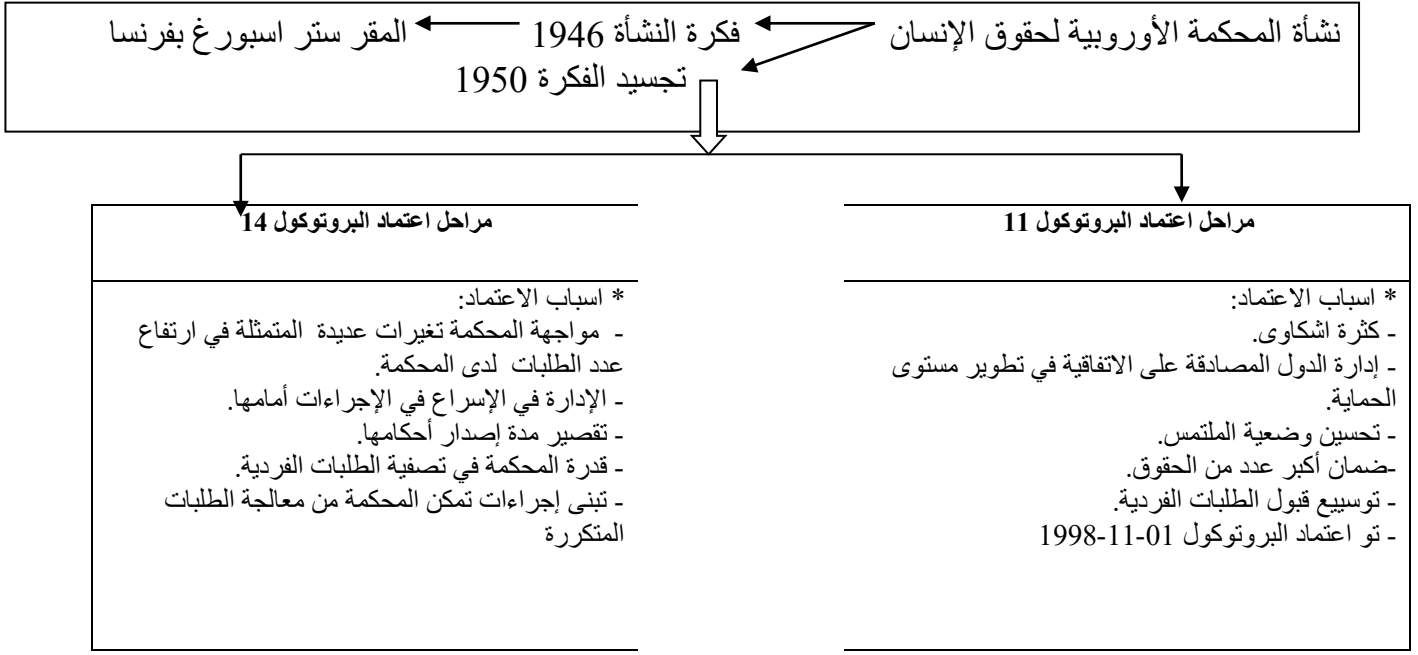 نشأة المحكمة الأوروبية لحقوق الإنسان فكرة النشأة 1946 المقر ستر اسبورغ بفرنسا
تجسيد الفكرة 1950
مراحل اعتماد البروتوكول 11
* اسباب الاعتماد:
- كثرة اشكاوى.
- إدارة الدول المصادقة على الاتفاقية في تطوير مستوى
الحماية.
- تحسين وضعية الملتمس.
-ضمان أكبر عدد من الحقوق.
- توسييع قبول الطلبات الفردية.
- تو اعتماد البروتوكول 01-11-1998
مراحل اعتماد البروتوكول 14
* اسباب الاعتماد:
- مواجهة المحكمة تغيرات عديدة المتمثلة في ارتفاع
عدد الطلبات لدى المحكمة.
- الإدارة في الإسراع في الإجراءات أمامها.
- تقصير مدة إصدار أحكامها.
- قدرة المحكمة في تصفية الطلبات الفردية.
- تبنى إجراءات تمكن المحكمة من معالجة الطلبات
المتكررة